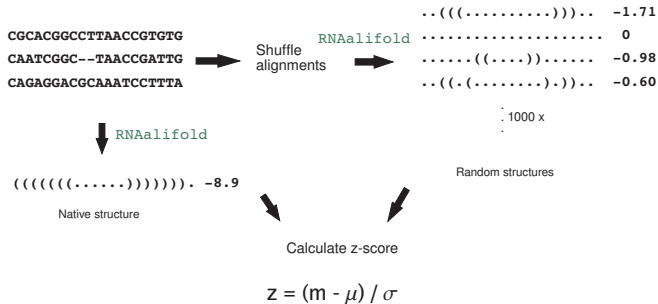 CGCACGGCCTTAACCGTGTG
CAATCGGC--TAACCGATTG
CAGAGGACGCAAATCCTTTA
Shuffle
alignments
RNAalifold
..(((..........))).. -1.71
.................... 0
......((....))...... -0.98
..((.(........).)).. -0.60
1000 x
RNAalifold
(((((((......))))))). -8.9
Native structure
Random structures
Calculate z-score
z = (m - μ) / σ